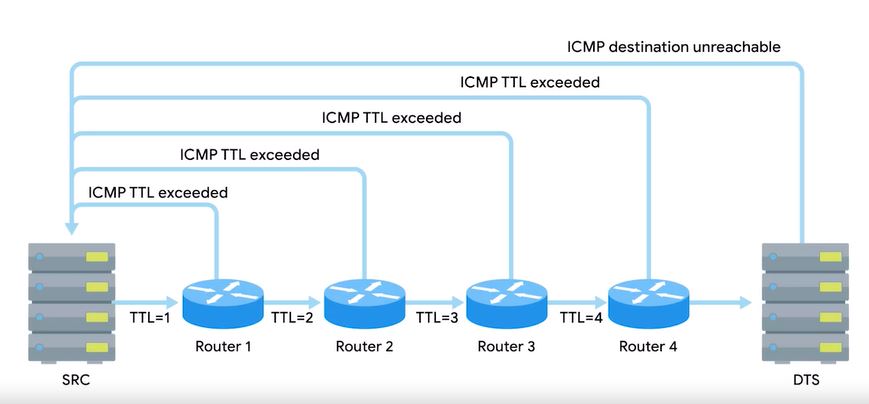 ICMP destination unreachable
ICMP TTL exceeded
ICMP TTL exceeded
ICMP TTL exceeded
ICMP TTL exceeded
TTL=1
TTL=2
TTL=3
TTL=4
Router 1
Router 2
Router 3
Router 4
SRC
DTS